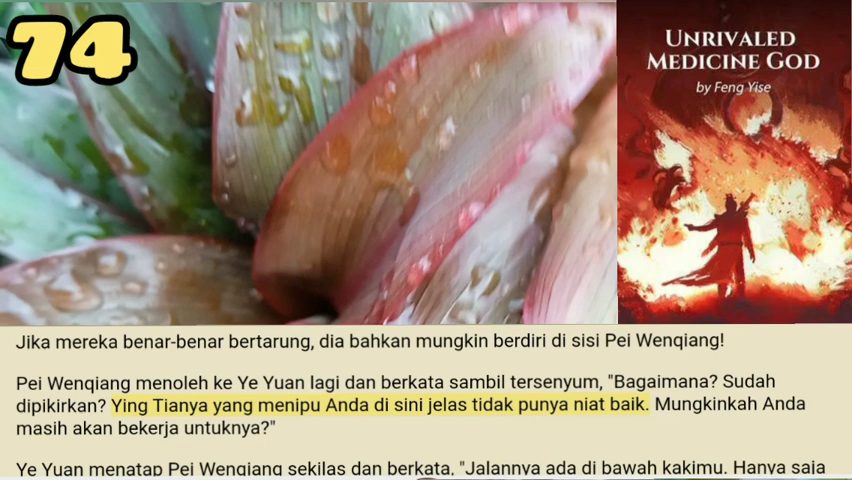 74
UNRIVALED
MEDICINE GOD
by Feng Yise
Jika mereka benar-benar bertarung, dia bahkan mungkin berdiri di sisi Pei Wenqiang!
Pei Wenqiang menoleh ke Ye Yuan lagi dan berkata sambil tersenyum, "Bagaimana? Sudah
dipikirkan? Ying Tianya yang menipu Anda di sini jelas tidak punya niat baik. Mungkinkah Anda
masih akan bekerja untuknya?"
Ye Yuan menatap Pei Wenqiang sekilas dan berkata, "Jalannya ada di bawah kakimu. Hanya saja